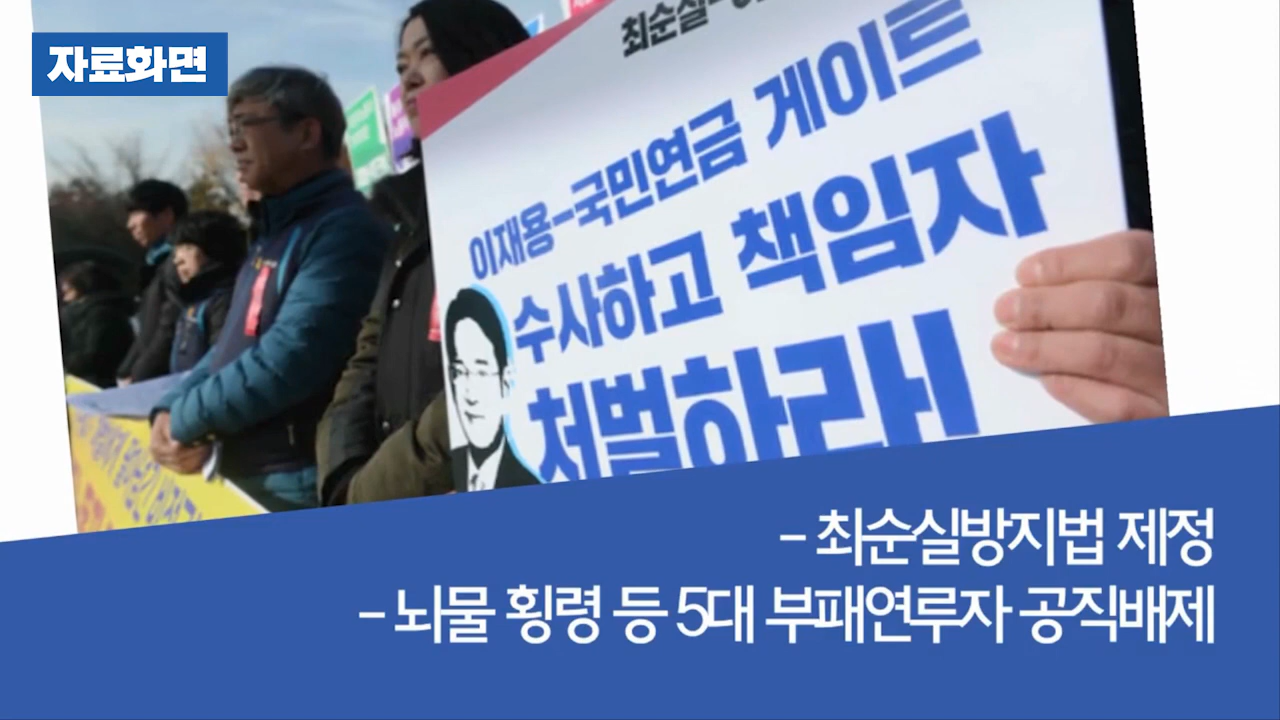 자료화면
최순실
이재용-국민연금 게이트
수사하고 책임자
처벌하라!
- 최순실방지법 제정
- 뇌물 횡령 등 5대 부패연루자 공직배제